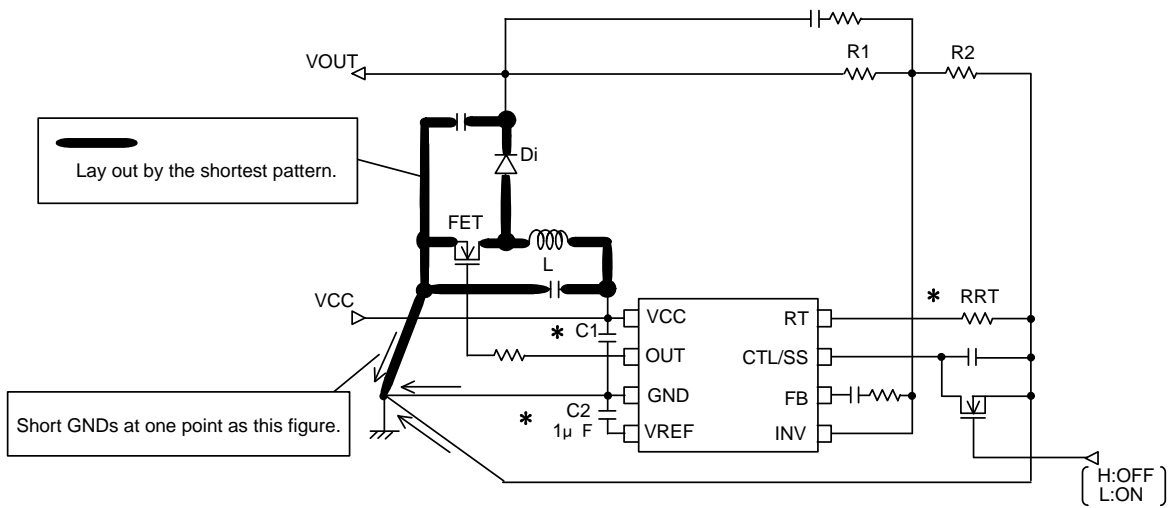 R1
R2
VOUT
Di
Lay out by the shortest pattern.
FET
L
VCC
* C1
VCC
RT
* RRT
OUT
CTL/SS
GND
FB
Short GNDs at one point as this figure.
* C2
1μ F
VREF
INV
H:OFF
L:ON